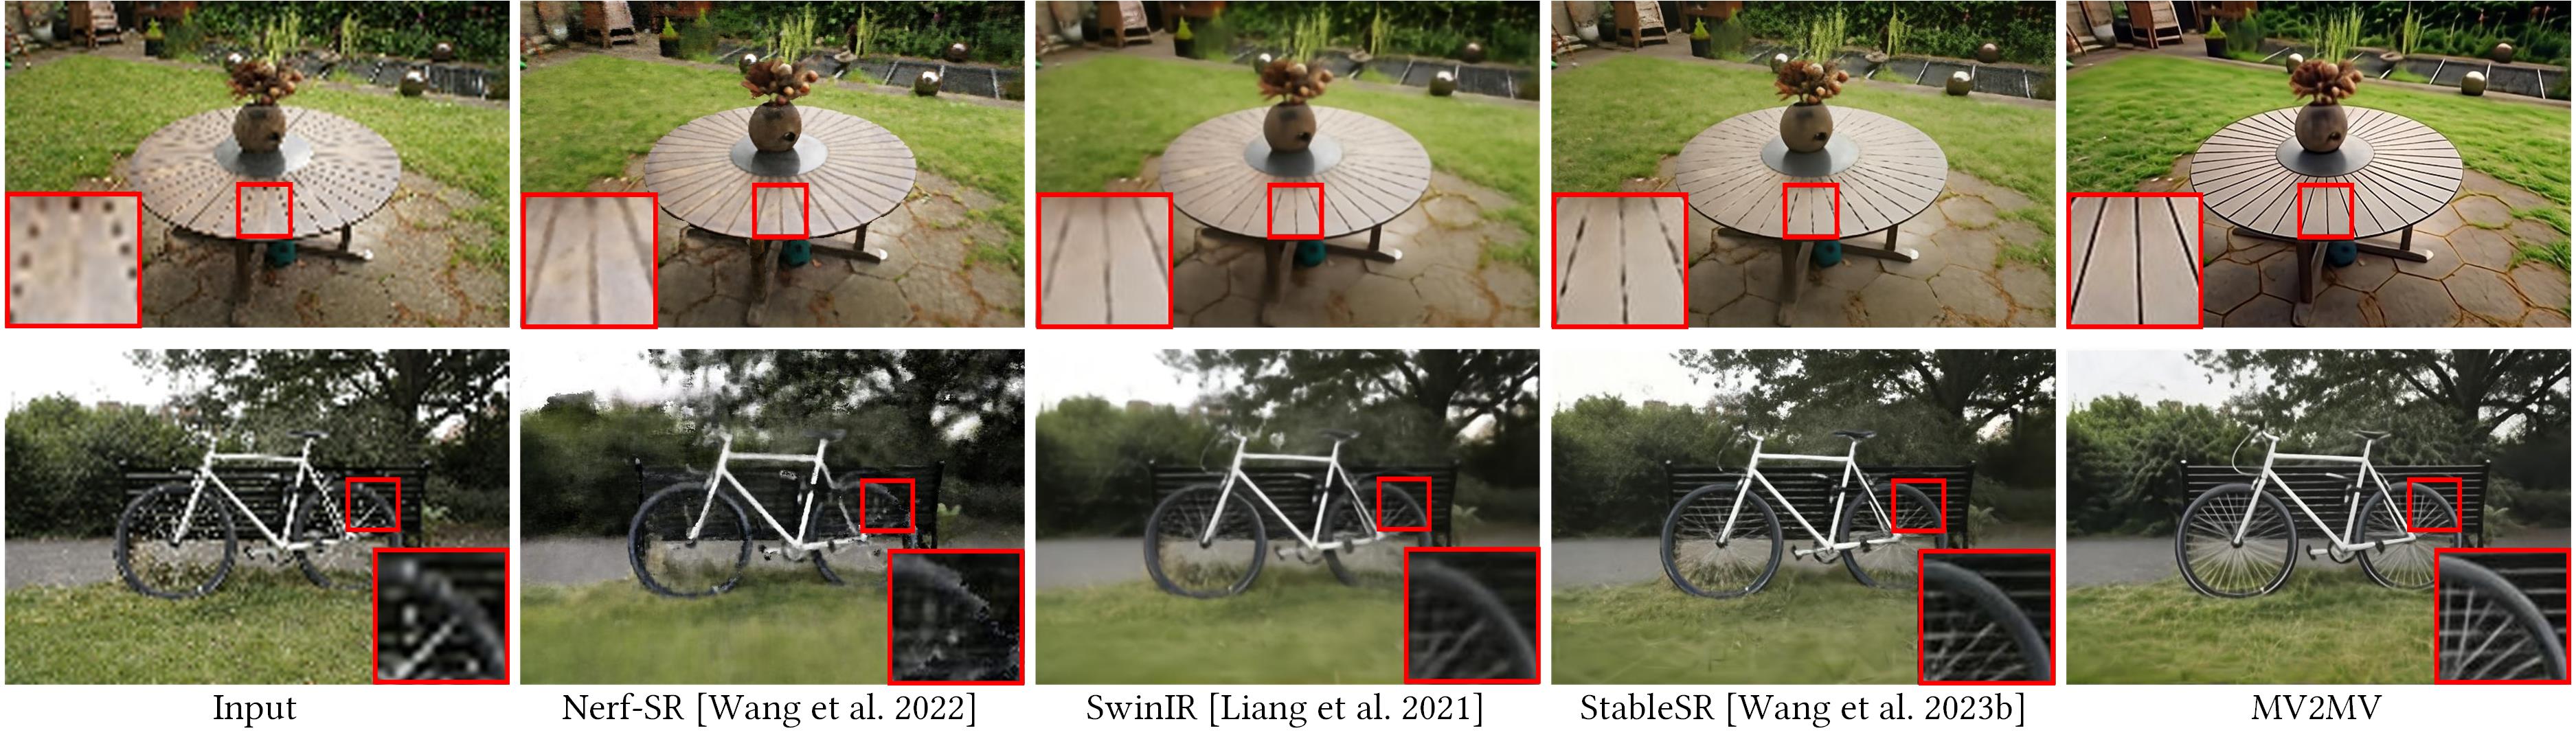 Input
Nerf-SR [Wang et al. 2022]
SwinIR [Liang et al. 2021]
StableSR [Wang et al. 2023b]
MV2MV